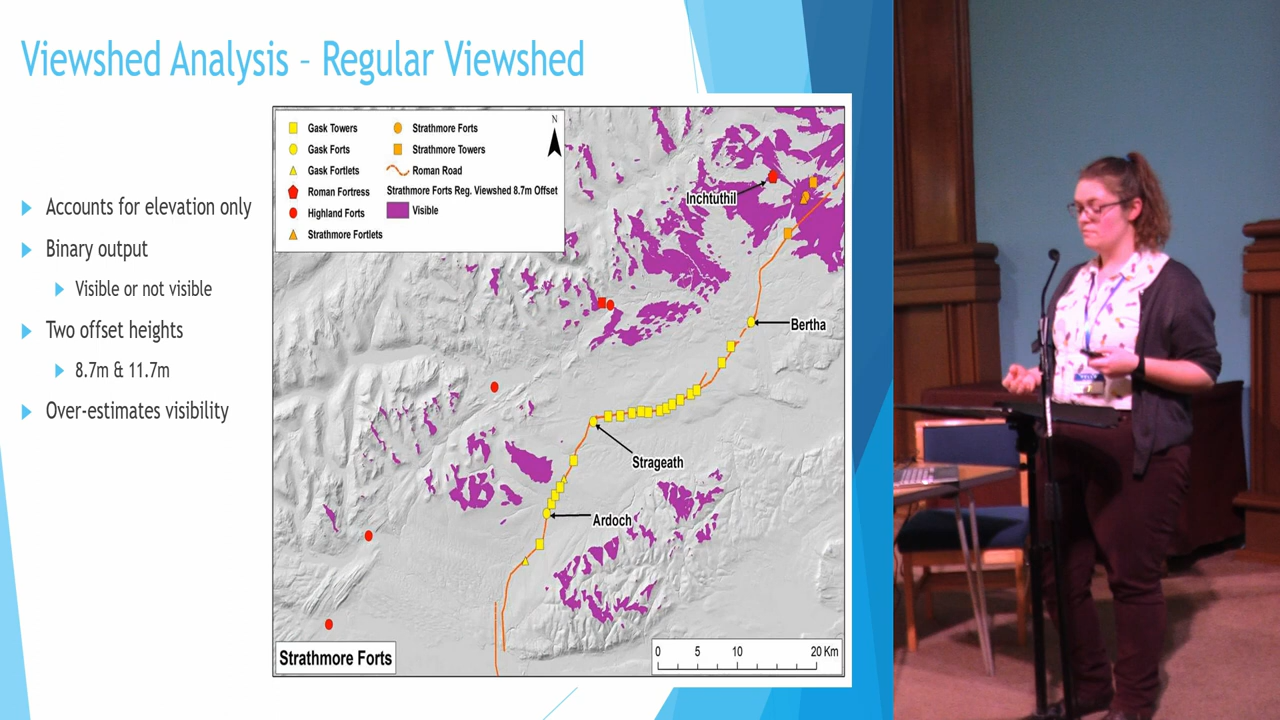 Viewshed Analysis – Regular Viewshed
Accounts for elevation only
Binary output
Visible or not visible
Two offset heights
8.7m & 11.7m
Over-estimates visibility
Gask Towers
Gask Forts
Gask Fortlets
Roman Fortress
Highland Forts
Strathmore Fortlets
Strathmore Forts
Strathmore Towers
Roman Road
Strathmore Forts Reg. Viewshed 8.7m Offset
Visible
N
Inchtuthil
Bertha
Strageath
Ardoch
Strathmore Forts
0 5 10 20 Km